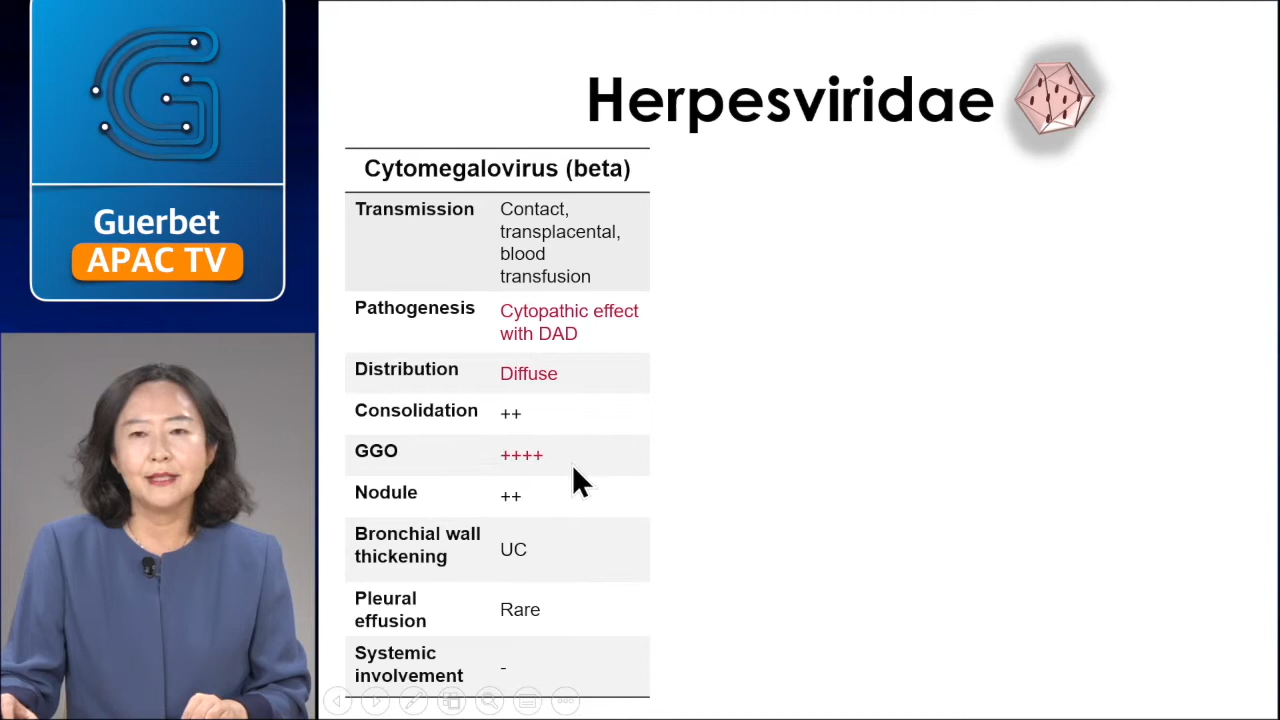 Guerbet
APAC TV
Herpesviridae
Cytomegalovirus (beta)
Transmission
Contact,
transplacental,
blood
transfusion
Pathogenesis
Cytopathic effect
with DAD
Distribution
Diffuse
Consolidation
++
GGO
++++
Nodule
++
Bronchial wall
thickening
UC
Pleural
effusion
Rare
Systemic
involvement
-